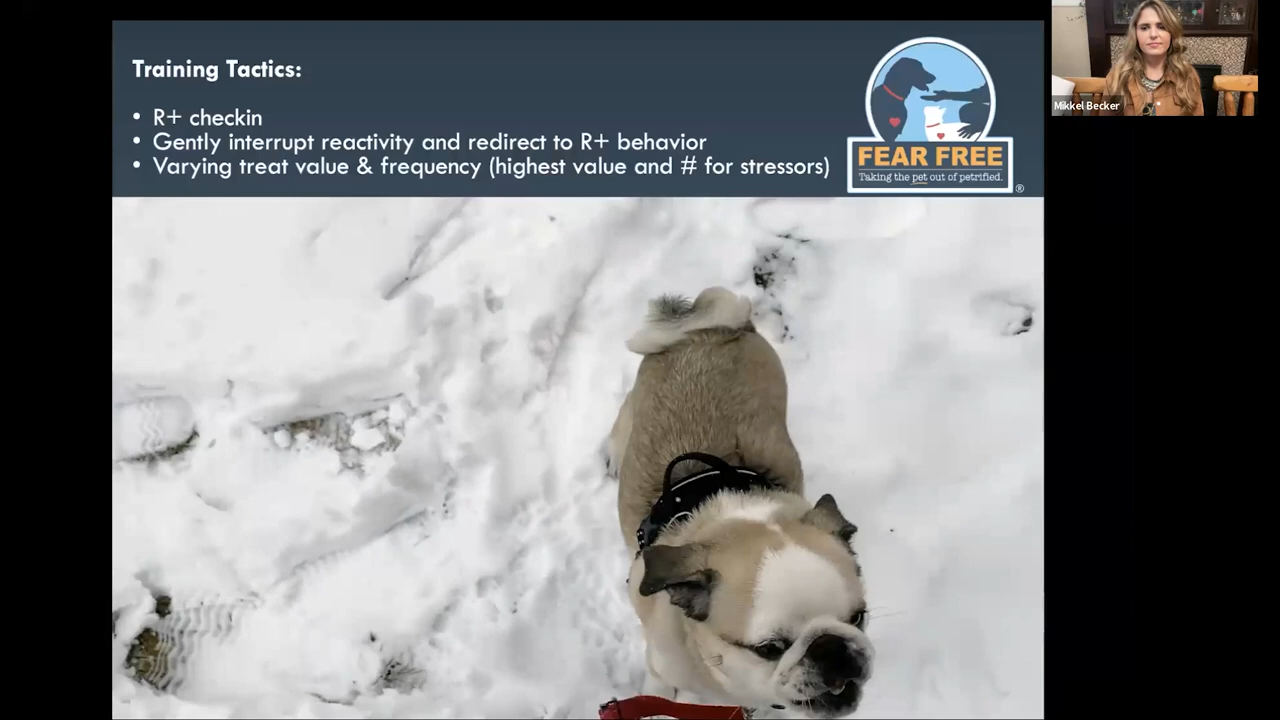 Training Tactics:
• R+ checkin
• Gently interrupt reactivity and redirect to R+ behavior
• Varying treat value & frequency (highest value and # for stressors)
FEAR FREE
Taking the pet out of petrified.
®
Mikkel Becker